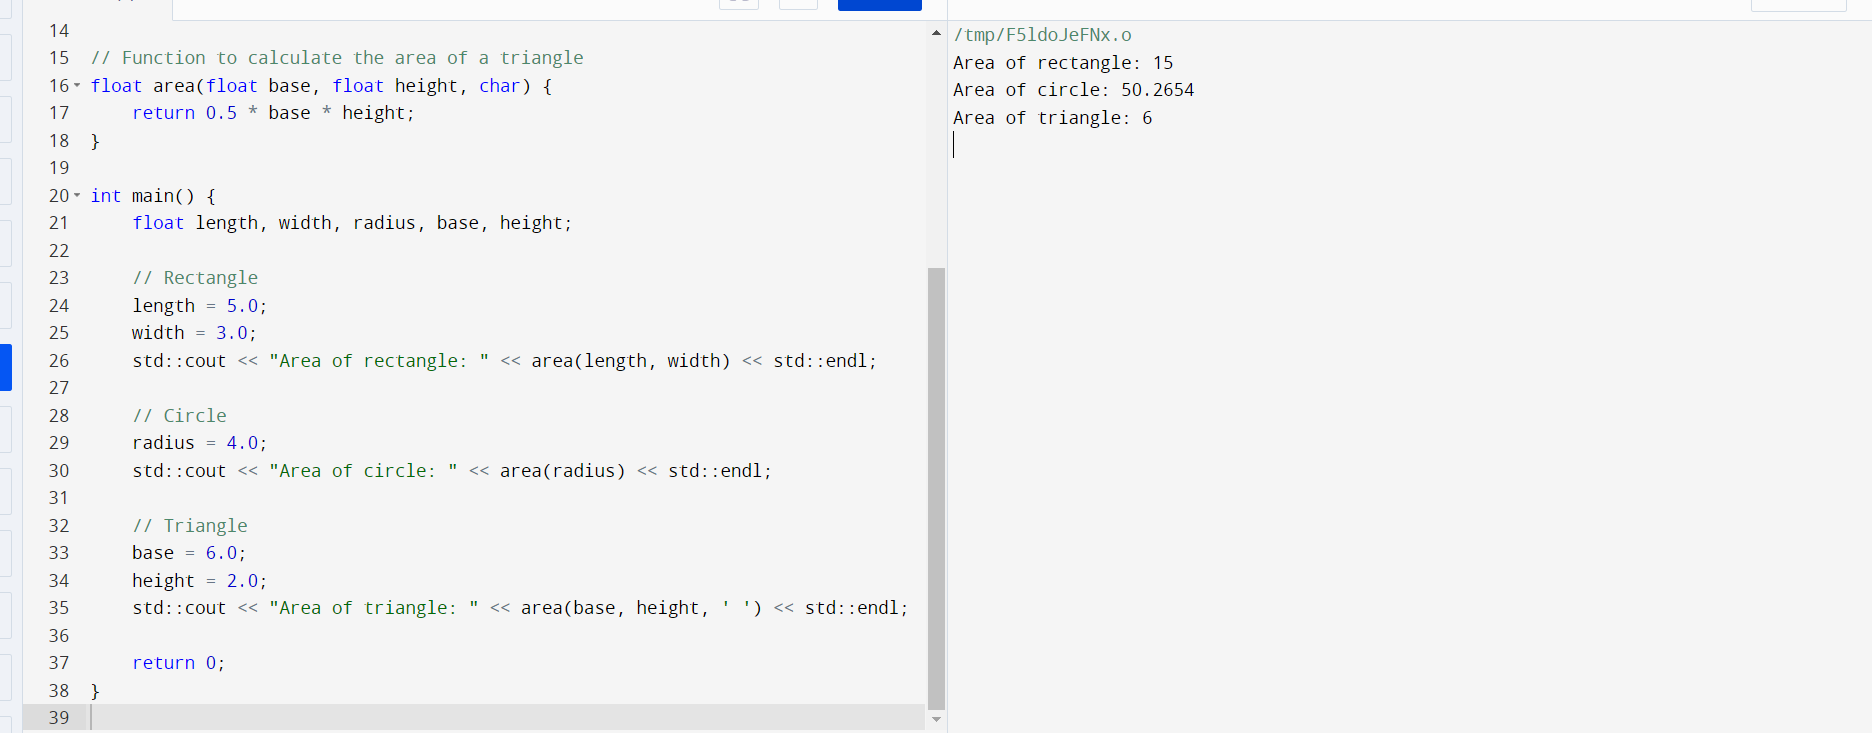 14
15 // Function to calculate the area of a triangle
16 float area(float base, float height, char) {
17     return 0.5 * base * height;
18 }
19
20 int main() {
21     float length, width, radius, base, height;
22
23     // Rectangle
24     length = 5.0;
25     width = 3.0;
26     std::cout << "Area of rectangle: " << area(length, width) << std::endl;
27
28     // Circle
29     radius = 4.0;
30     std::cout << "Area of circle: " << area(radius) << std::endl;
31
32     // Triangle
33     base = 6.0;
34     height = 2.0;
35     std::cout << "Area of triangle: " << area(base, height, ' ') << std::endl;
36
37     return 0;
38 }
39
/tmp/F5ldoJeFNx.o
Area of rectangle: 15
Area of circle: 50.2654
Area of triangle: 6